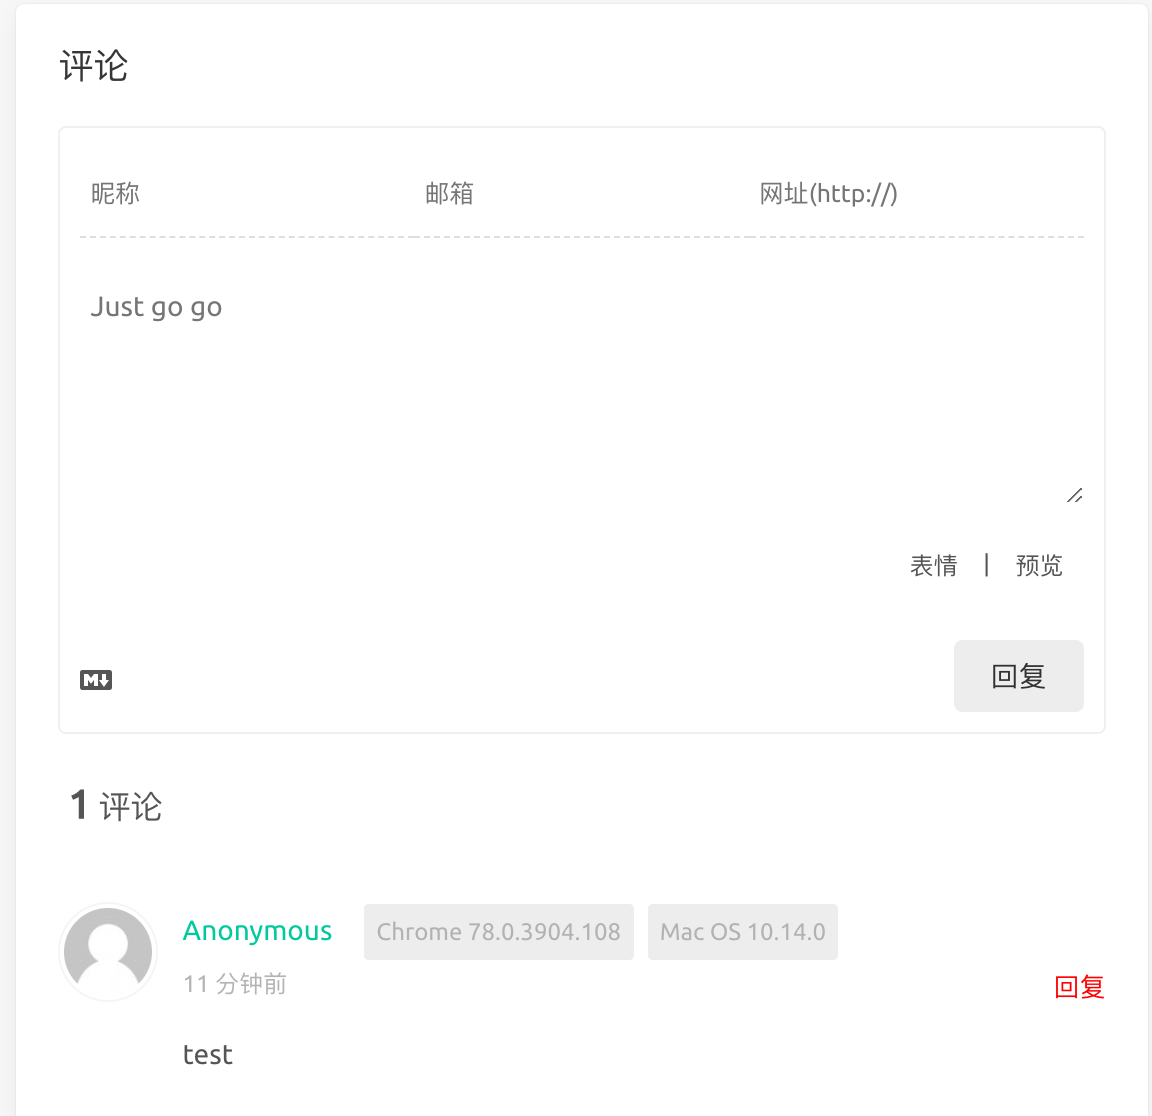 评论
昵称 邮箱 网址(http://)
Just go go
表情 | 预览
M↓ 回复
1 评论
Anonymous Chrome 78.0.3904.108 Mac OS 10.14.0
11 分钟前 回复
test